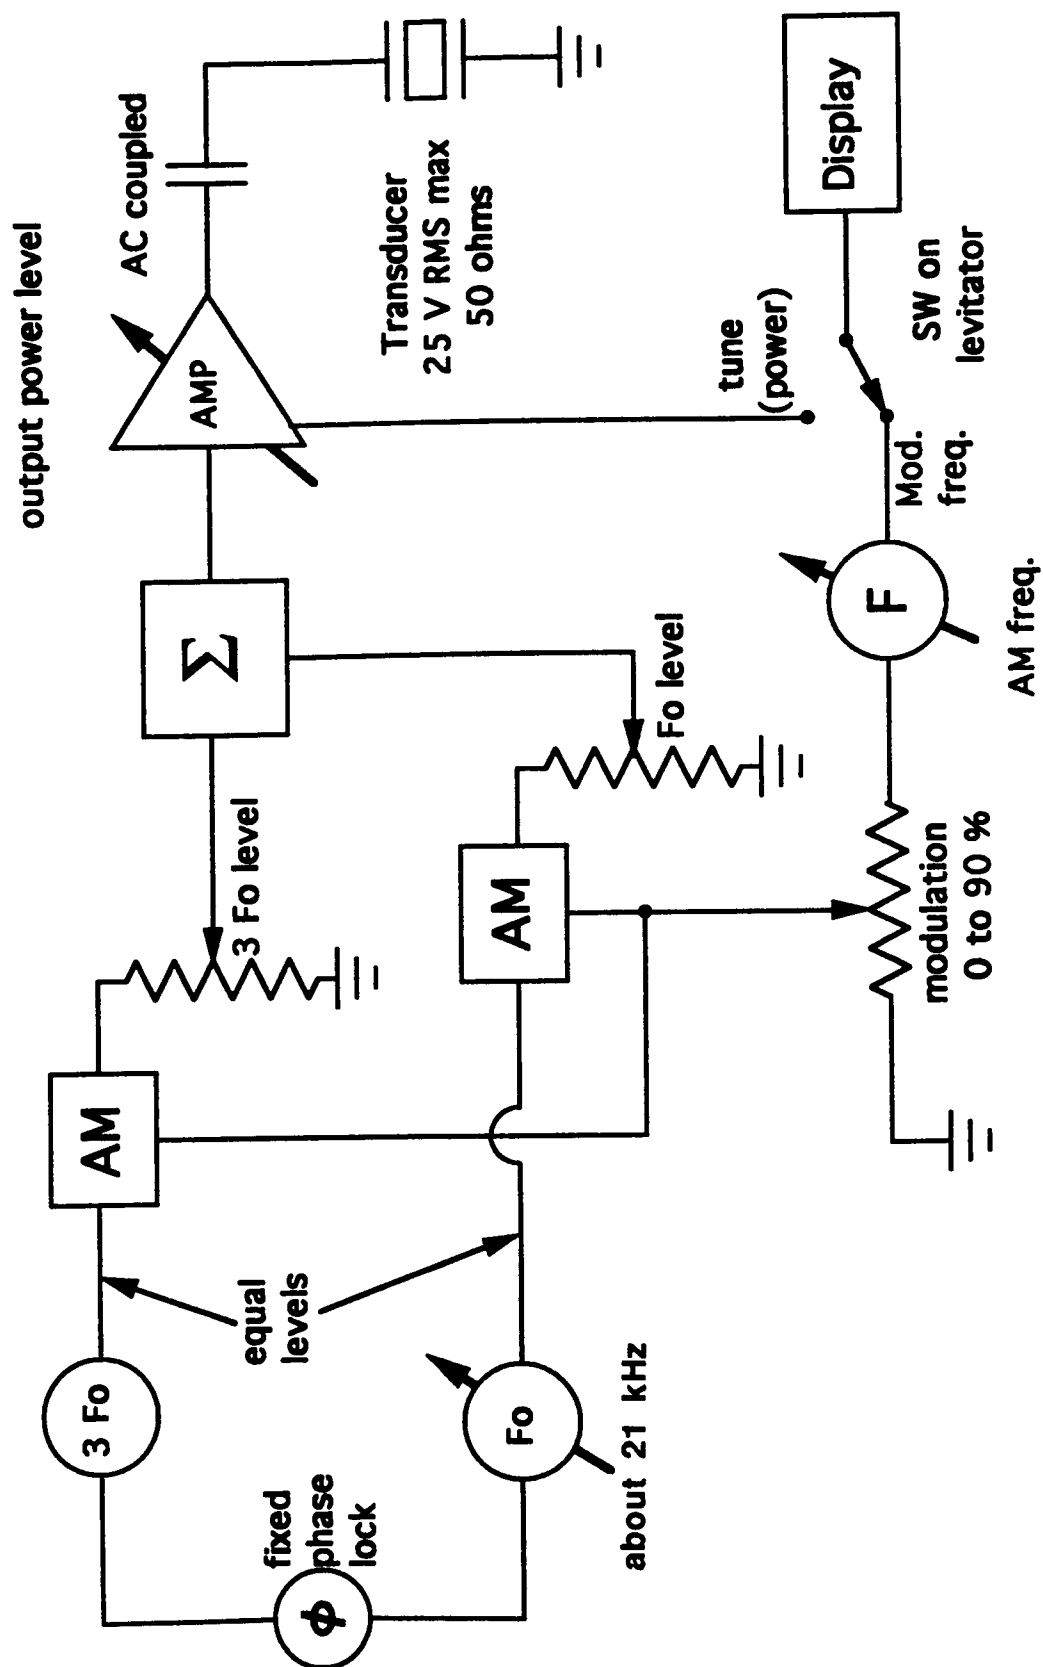 output power level
AC coupled
AMP
Transducer
25 V RMS max
50 ohms
Σ
3 Fo level
Fo level
AM
AM
3 Fo
equal
levels
fixed
phase
lock
ϕ
Fo
about 21 kHz
tune
(power)
Display
SW on
levitator
Mod.
freq.
F
AM freq.
modulation
0 to 90 %